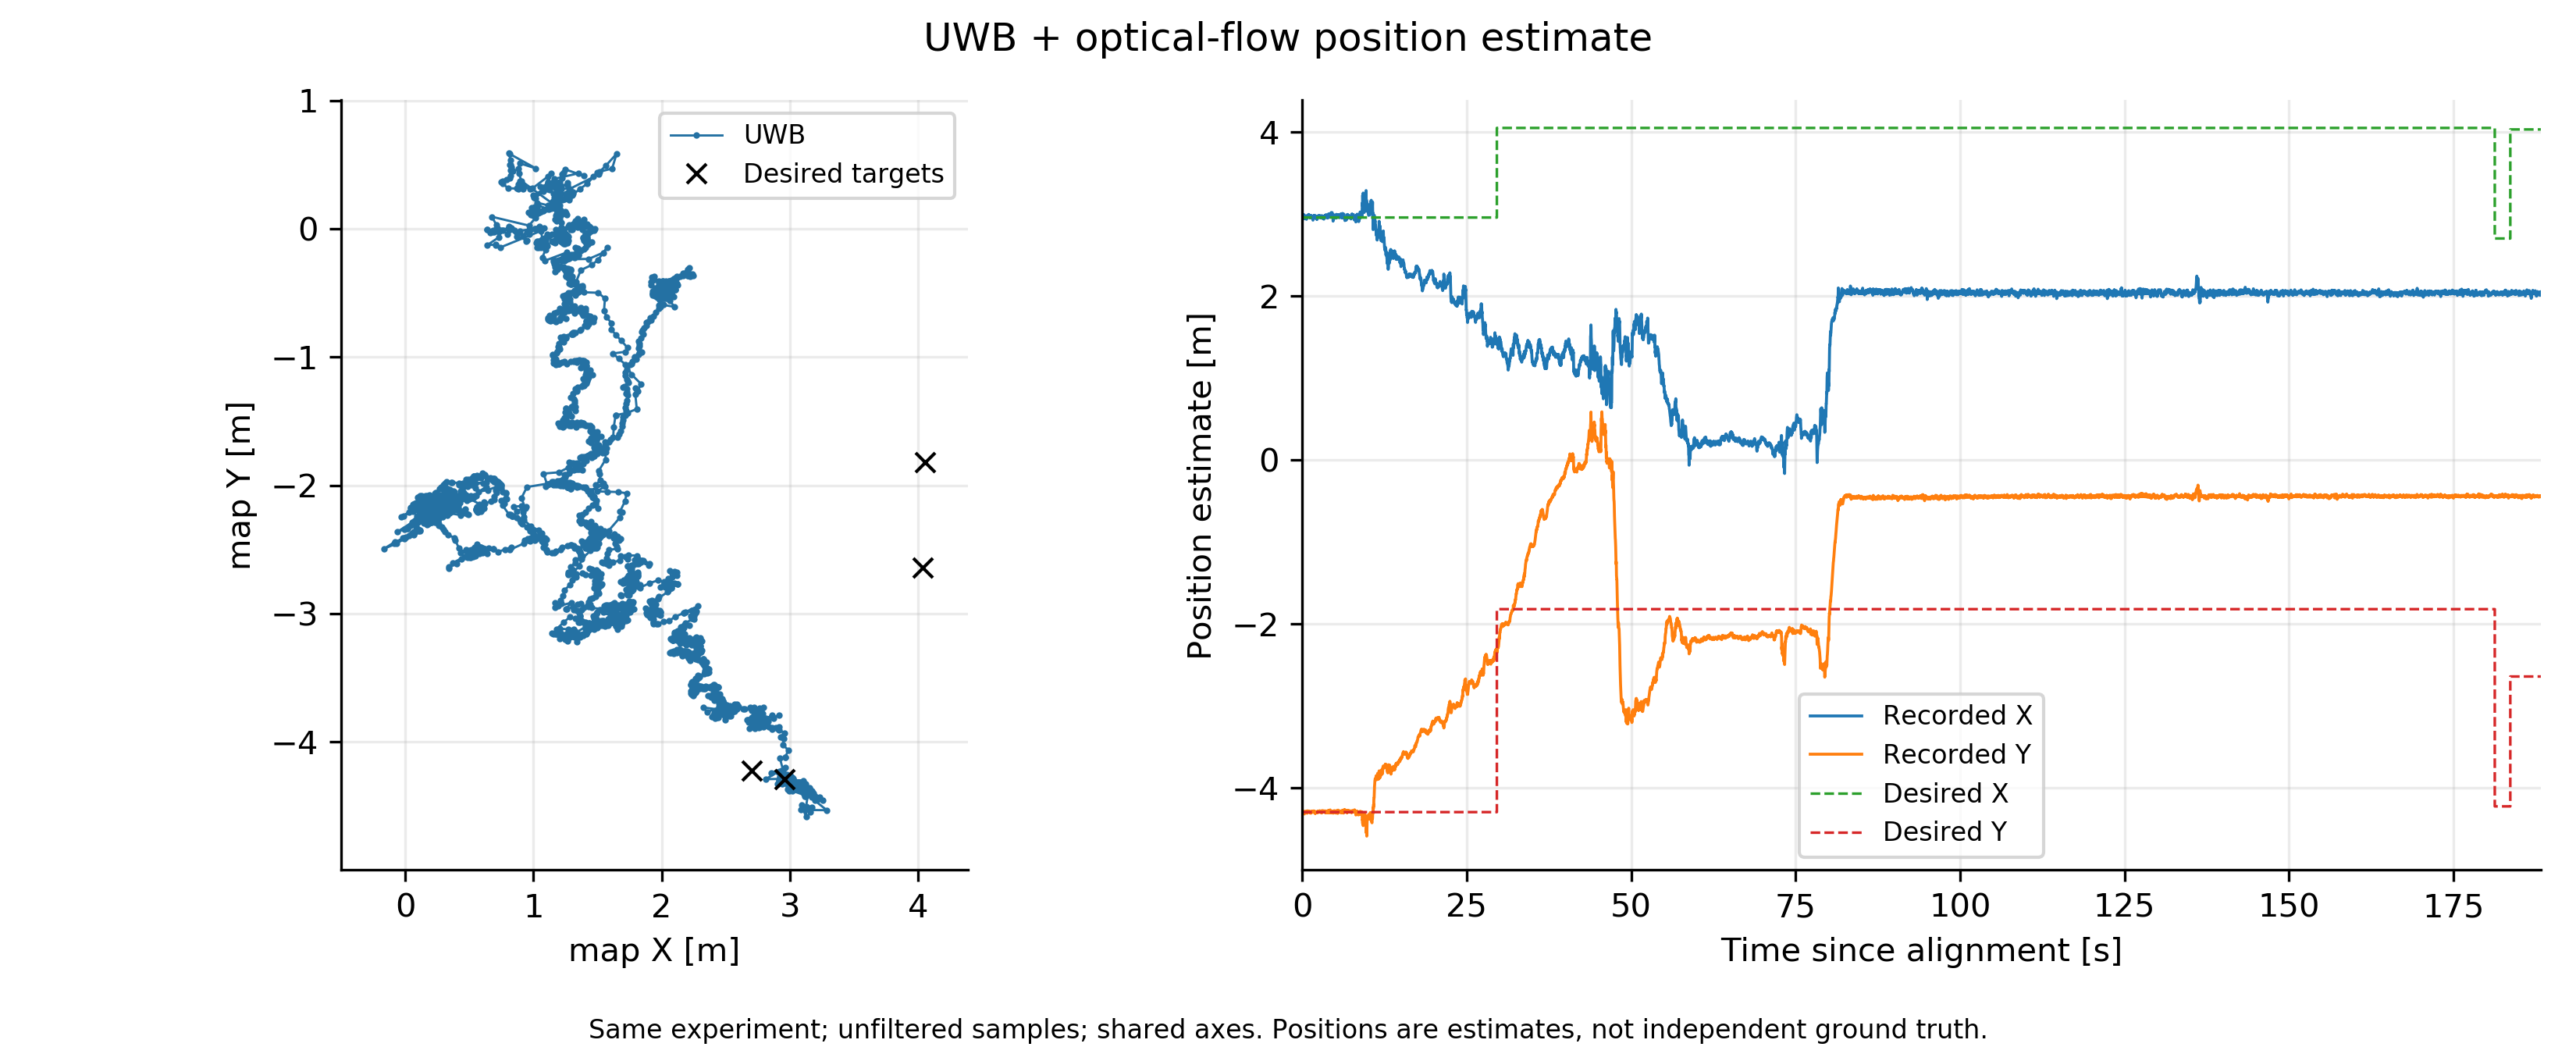 UWB + optical-flow position estimate
1
0
−1
−2
−3
−4
map Y [m]
0 1 2 3 4
map X [m]
UWB
Desired targets
4
2
0
−2
−4
Position estimate [m]
0 25 50 75 100 125 150 175
Time since alignment [s]
Recorded X
Recorded Y
Desired X
Desired Y
Same experiment; unfiltered samples; shared axes. Positions are estimates, not independent ground truth.